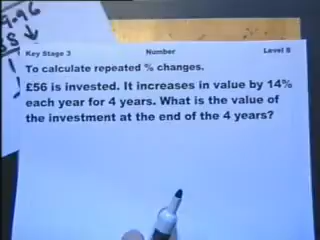 9.96
Key Stage 3 Number Level 8
To calculate repeated % changes.
£56 is invested. It increases in value by 14%
each year for 4 years. What is the value of
the investment at the end of the 4 years?